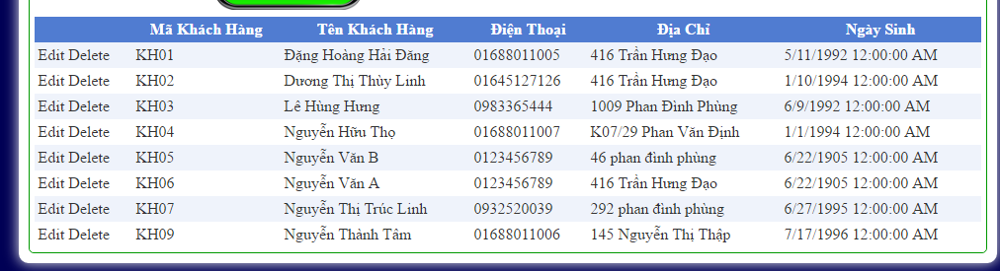 Mã Khách Hàng Tên Khách Hàng Điện Thoại Địa Chỉ Ngày Sinh
Edit Delete KH01 Đặng Hoàng Hải Đăng 01688011005 416 Trần Hưng Đạo 5/11/1992 12:00:00 AM
Edit Delete KH02 Dương Thị Thùy Linh 01645127126 416 Trần Hưng Đạo 1/10/1994 12:00:00 AM
Edit Delete KH03 Lê Hùng Hưng 0983365444 1009 Phan Đình Phùng 6/9/1992 12:00:00 AM
Edit Delete KH04 Nguyễn Hữu Thọ 01688011007 K07/29 Phan Văn Định 1/1/1994 12:00:00 AM
Edit Delete KH05 Nguyễn Văn B 0123456789 46 phan đình phùng 6/22/1905 12:00:00 AM
Edit Delete KH06 Nguyễn Văn A 0123456789 416 Trần Hưng Đạo 6/22/1905 12:00:00 AM
Edit Delete KH07 Nguyễn Thị Trúc Linh 0932520039 292 phan đình phùng 6/27/1995 12:00:00 AM
Edit Delete KH09 Nguyễn Thành Tâm 01688011006 145 Nguyễn Thị Thập 7/17/1996 12:00:00 AM